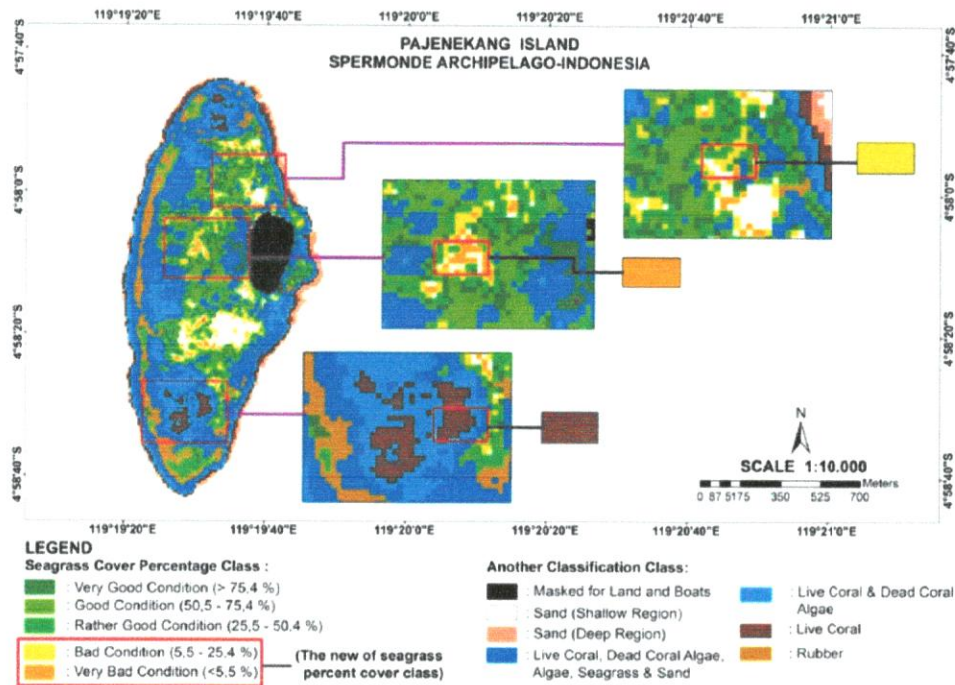 119°19'20"E 119°19'40"E 119°20'0"E 119°20'20"E 119°20'40"E 119°21'0"E
PAJENEKANG ISLAND
SPERMONDE ARCHIPELAGO-INDONESIA
4°57'40"S 4°57'40"S
4°58'0"S 4°58'0"S
4°58'20"S 4°58'20"S
4°58'40"S 4°58'40"S
N
SCALE 1:10.000
0 87 5175 350 525 700 Meters
119°19'20"E 119°19'40"E 119°20'0"E 119°20'20"E 119°20'40"E 119°21'0"E
LEGEND
Seagrass Cover Percentage Class :
: Very Good Condition (> 75,4 %)
: Good Condition (50,5 - 75,4 %)
: Rather Good Condition (25,5 - 50.4 %)
: Bad Condition (5,5 - 25.4 %)
: Very Bad Condition (<5,5 %)
(The new of seagrass
percent cover class)
Another Classification Class:
: Masked for Land and Boats
: Sand (Shallow Region)
: Sand (Deep Region)
: Live Coral, Dead Coral Algae,
Algae, Seagrass & Sand
: Live Coral & Dead Coral
Algae
: Live Coral
: Rubber